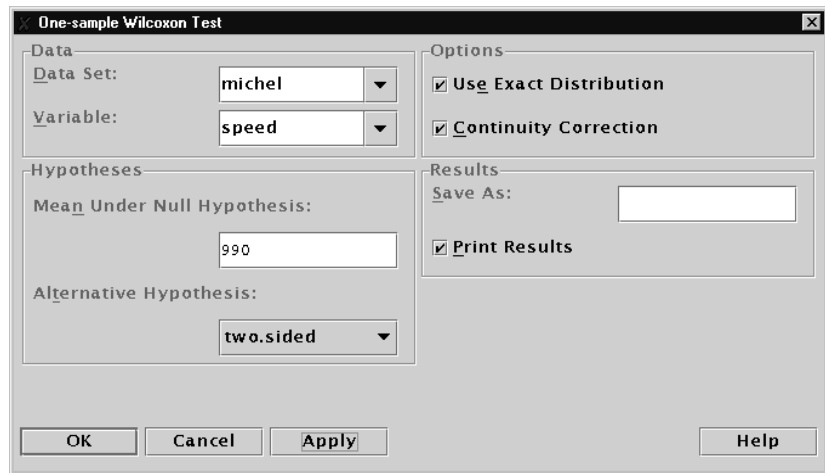 One-sample Wilcoxon Test
Data
Data Set:
michel
Variable:
speed
Hypotheses
Mean Under Null Hypothesis:
990
Alternative Hypothesis:
two.sided
Options
Use Exact Distribution
Continuity Correction
Results
Save As:
Print Results
OK
Cancel
Apply
Help